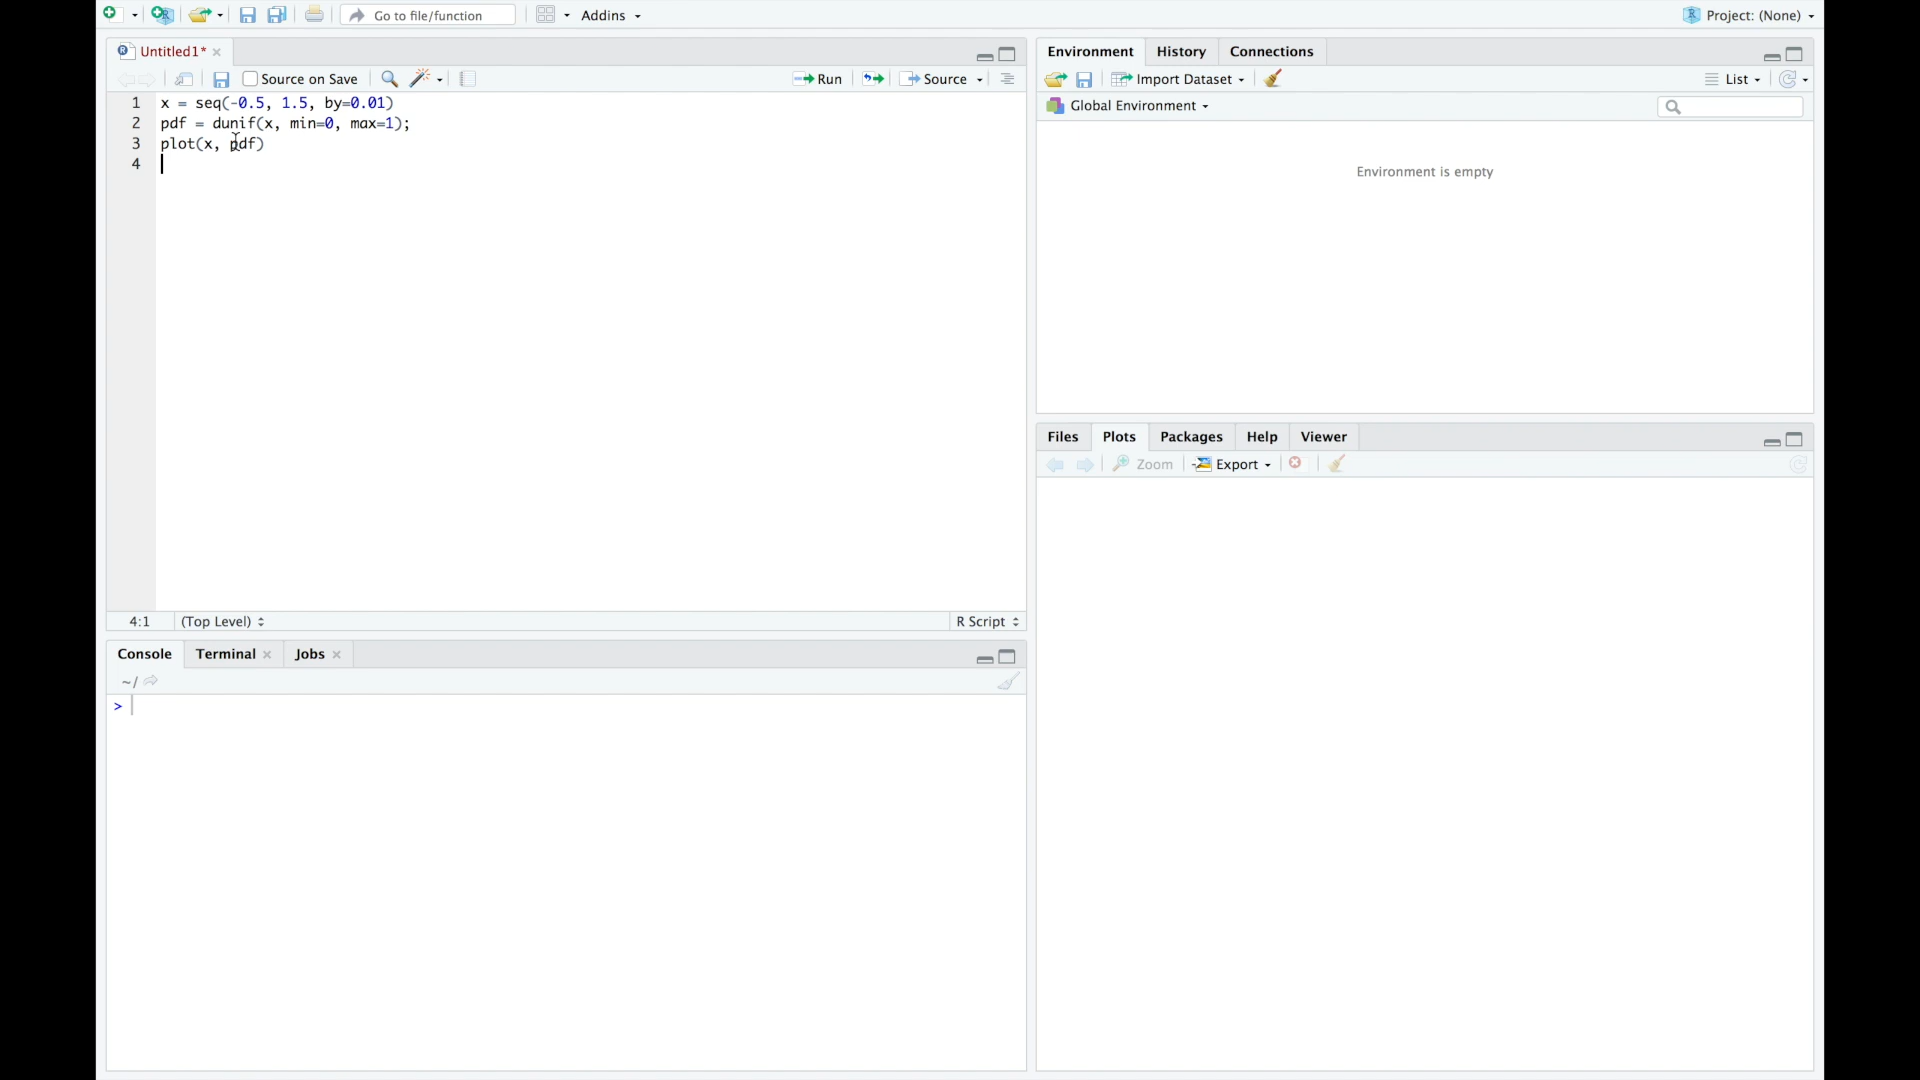 Go to file/function
Addins
Project: (None)
Untitled1*
Source on Save
Run
Source
1 x = seq(-0.5, 1.5, by=0.01)
2 pdf = dunif(x, min=0, max=1);
3 plot(x, pdf)
4
4:1
(Top Level)
R Script
Console
Terminal
Jobs
~/
>
Environment
History
Connections
Import Dataset
List
Global Environment
Environment is empty
Files
Plots
Packages
Help
Viewer
Zoom
Export